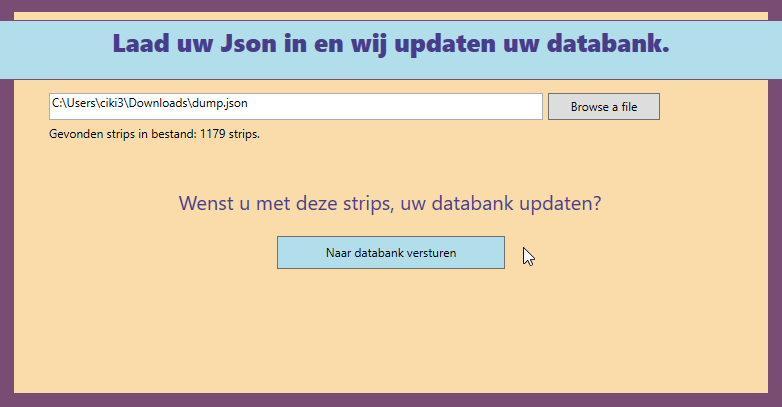 Laad uw Json in en wij updaten uw databank.
C:\Users\ciki3\Downloads\dump.json
Browse a file
Gevonden strips in bestand: 1179 strips.
Wenst u met deze strips, uw databank updaten?
Naar databank versturen